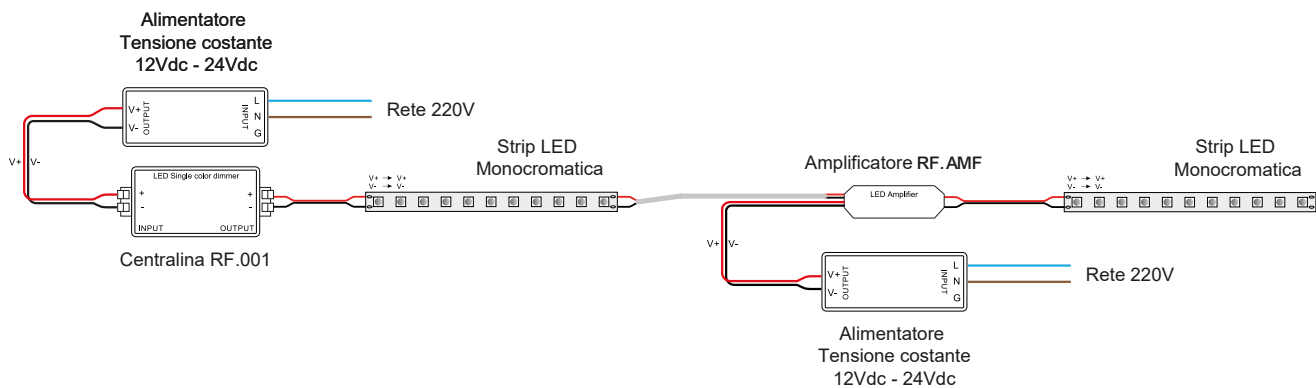 Alimentatore
Tensione costante
12Vdc - 24Vdc
V+
V-
OUTPUT
INPUT
L
N
G
Rete 220V
V+
V-
LED Single color dimmer
+
-
+
-
INPUT
OUTPUT
Centralina RF.001
V+ → V+
V- → V-
Strip LED
Monocromatica
Amplificatore RF.AMF
LED Amplifier
V+
V-
V+
V-
OUTPUT
INPUT
L
N
G
Rete 220V
Alimentatore
Tensione costante
12Vdc - 24Vdc
Strip LED
Monocromatica
V+ → V+
V- → V-